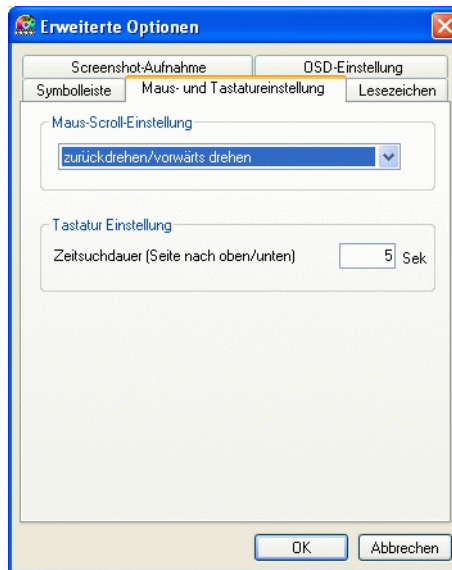 Erweiterte Optionen
Screenshot-Aufnahme
OSD-Einstellung
Symbolleiste
Maus- und Tastatureinstellung
Lesezeichen
Maus-Scroll-Einstellung
zurückdrehen/vorwärts drehen
Tastatur Einstellung
Zeitsuchdauer (Seite nach oben/unten) 5 Sek
OK
Abbrechen